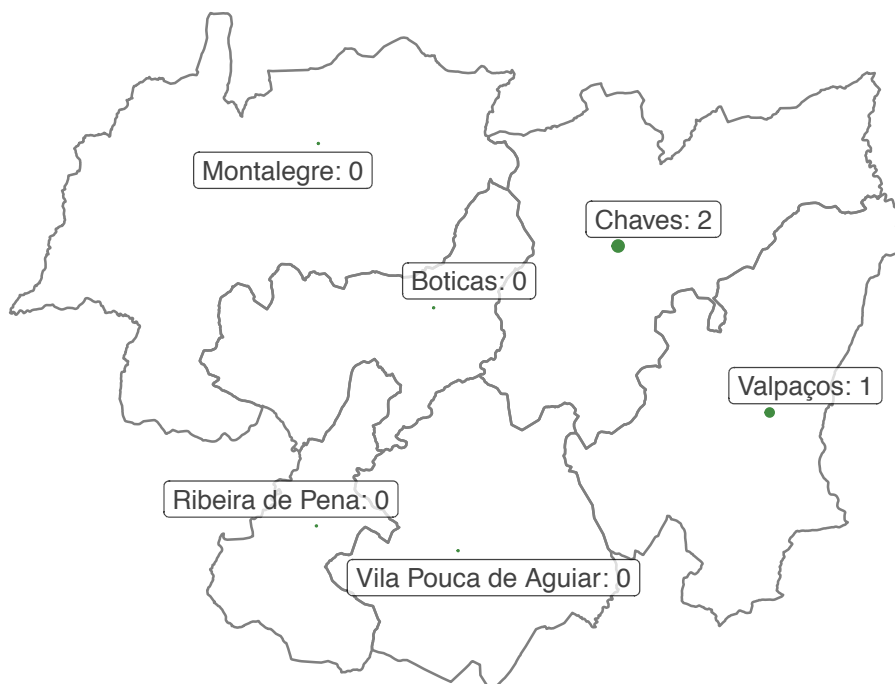 Montalegre: 0
Chaves: 2
Boticas: 0
Valpaços: 1
Ribeira de Pena: 0
Vila Pouca de Aguiar: 0